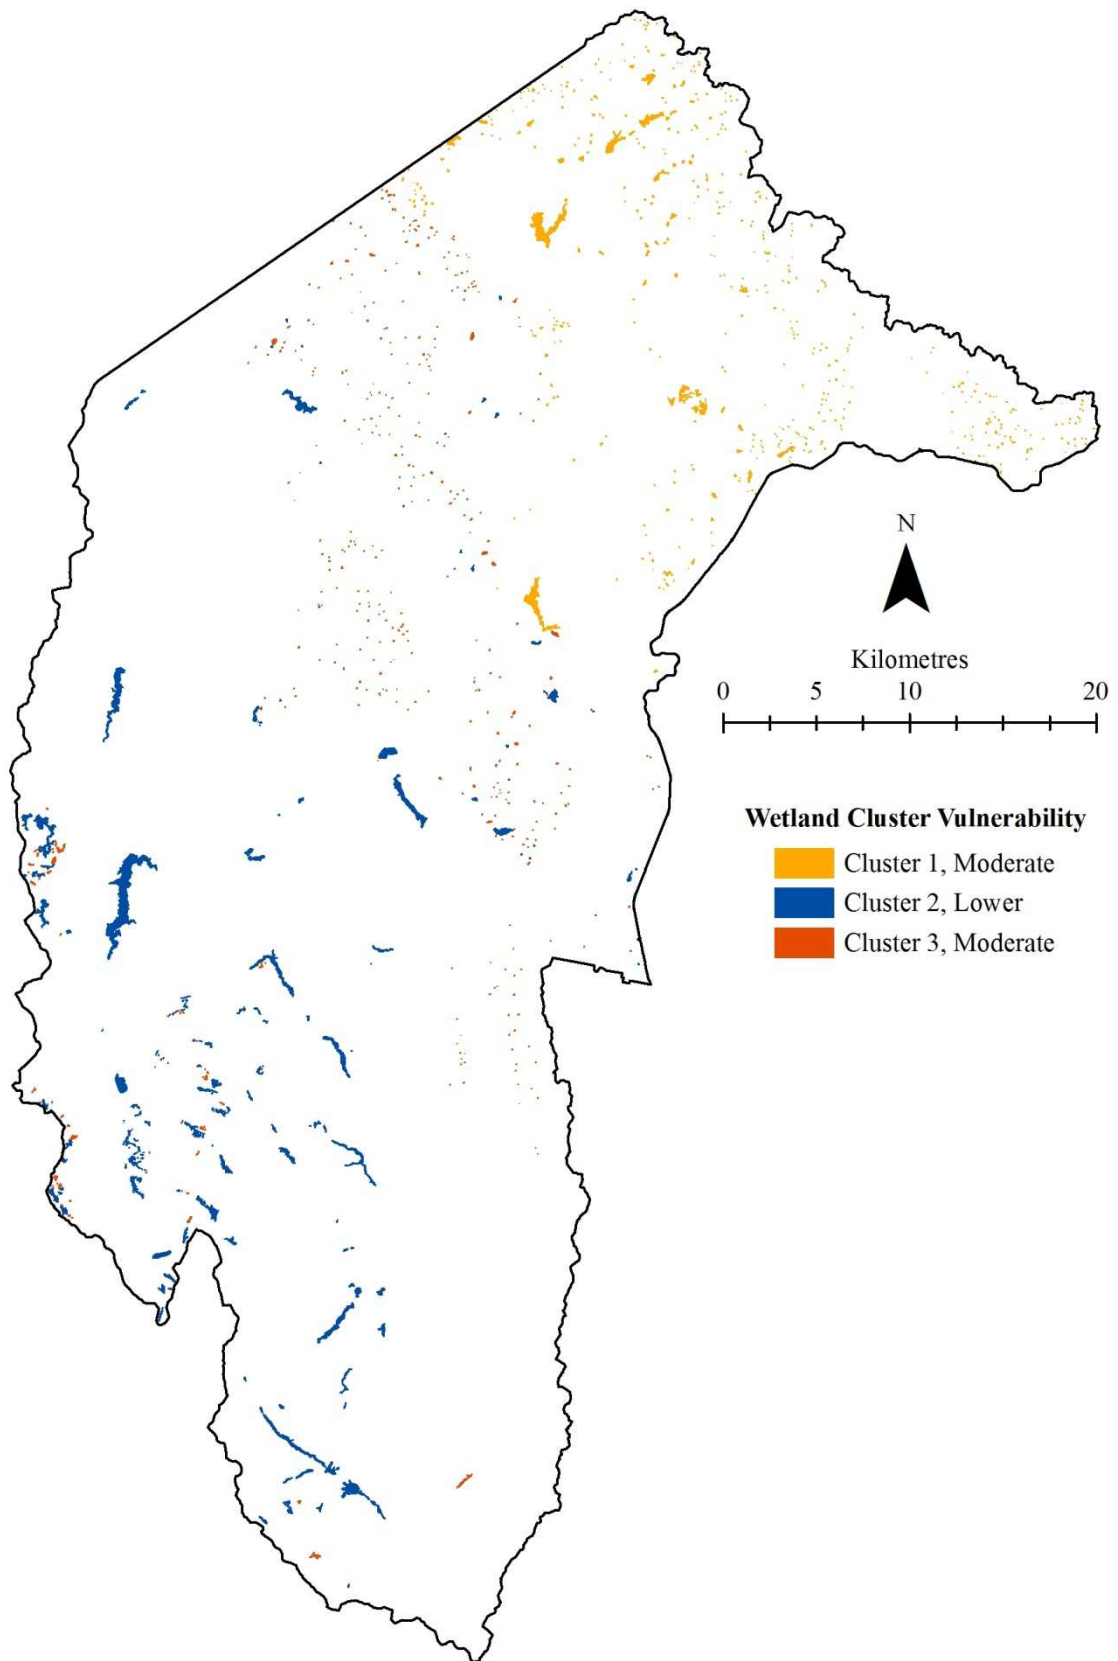 N
Kilometres
0 5 10 20
Wetland Cluster Vulnerability
Cluster 1, Moderate
Cluster 2, Lower
Cluster 3, Moderate